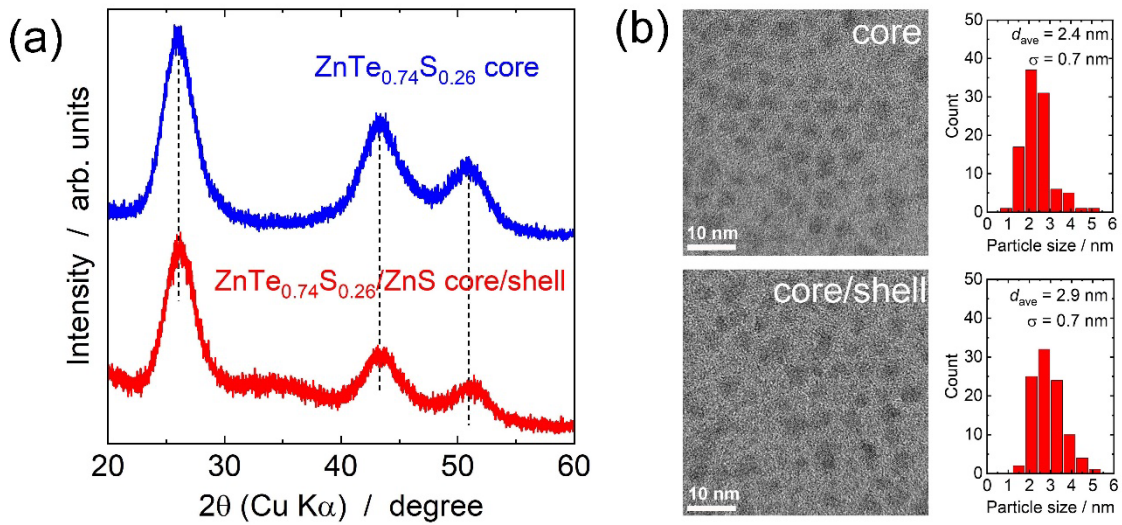 (a)
ZnTe0.74S0.26 core
ZnTe0.74S0.26/ZnS core/shell
Intensity / arb. units
20 30 40 50 60
2θ (Cu Kα) / degree
(b)
core
10 nm
dave = 2.4 nm
σ = 0.7 nm
Count
50
40
30
20
10
0
0 1 2 3 4 5 6
Particle size / nm
core/shell
10 nm
dave = 2.9 nm
σ = 0.7 nm
Count
50
40
30
20
10
0
0 1 2 3 4 5 6
Particle size / nm